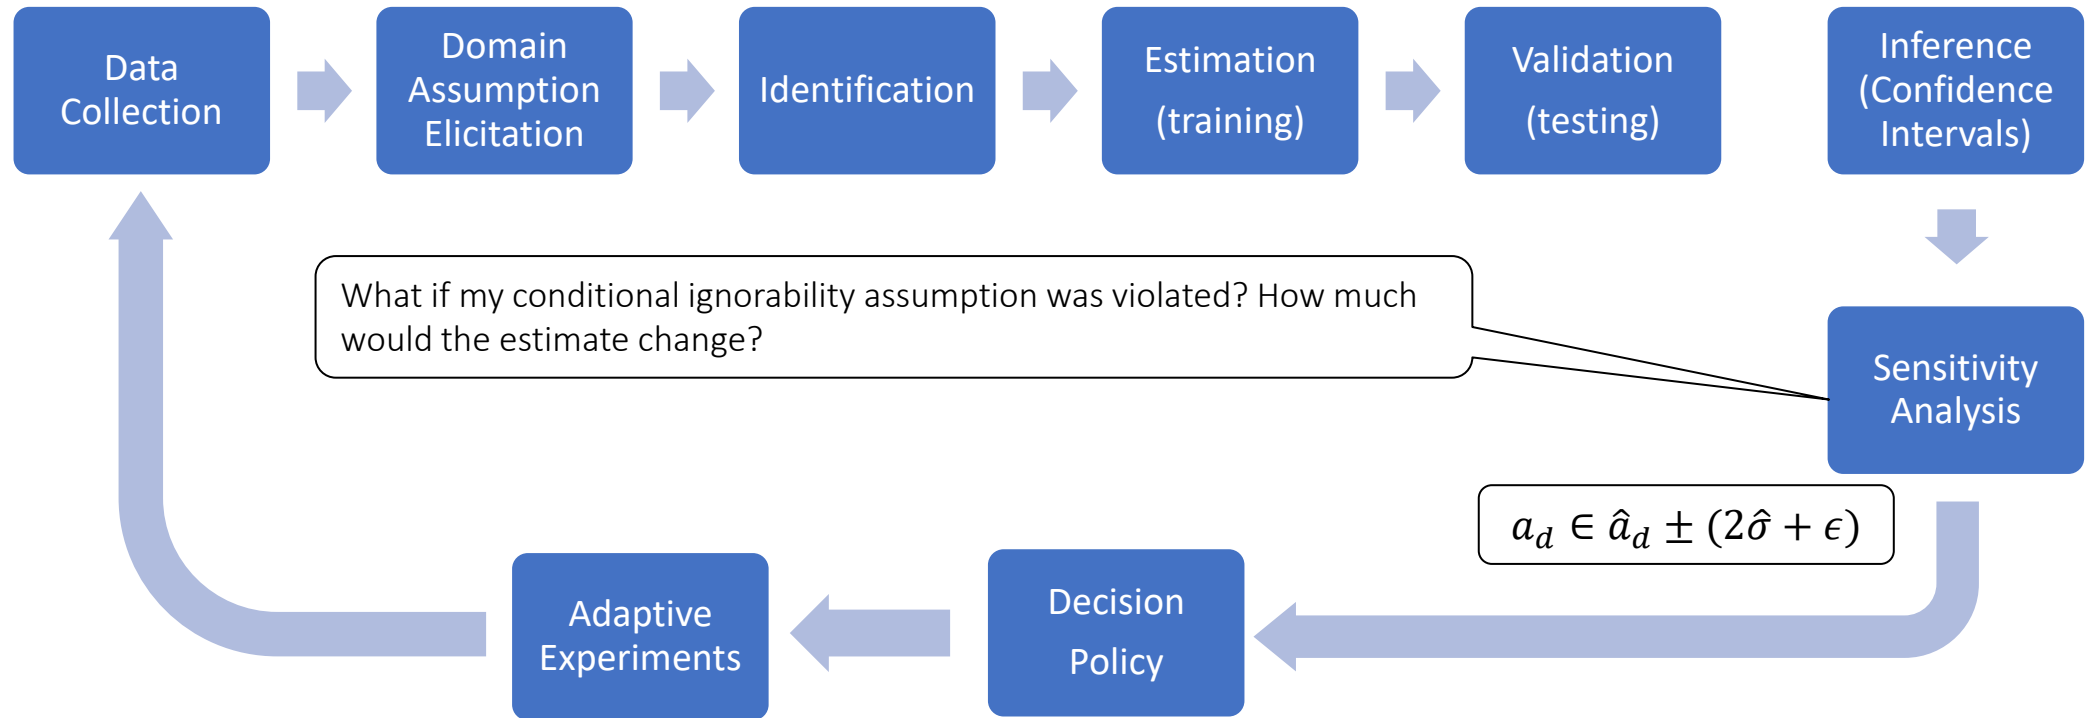 Data
Collection
Domain
Assumption
Elicitation
Identification
Estimation
(training)
Validation
(testing)
Inference
(Confidence
Intervals)
What if my conditional ignorability assumption was violated? How much
would the estimate change?
Sensitivity
Analysis
𝑎_𝑑 ∈ 𝑎̂_𝑑 ± (2𝜎̂ + 𝜖)
Decision
Policy
Adaptive
Experiments